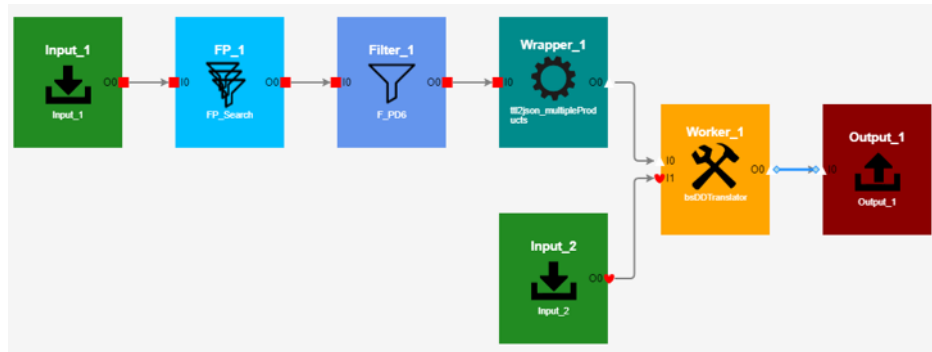 Input_1
O0
Input_1
FP_1
I0
O0
FP_Search
Filter_1
I0
O0
F_PD6
Wrapper_1
I0
O0
ttl2json_multipleProd
ucts
Worker_1
I0
I1
O0
bsDDTranslator
Output_1
I0
Output_1
Input_2
O0
Input_2